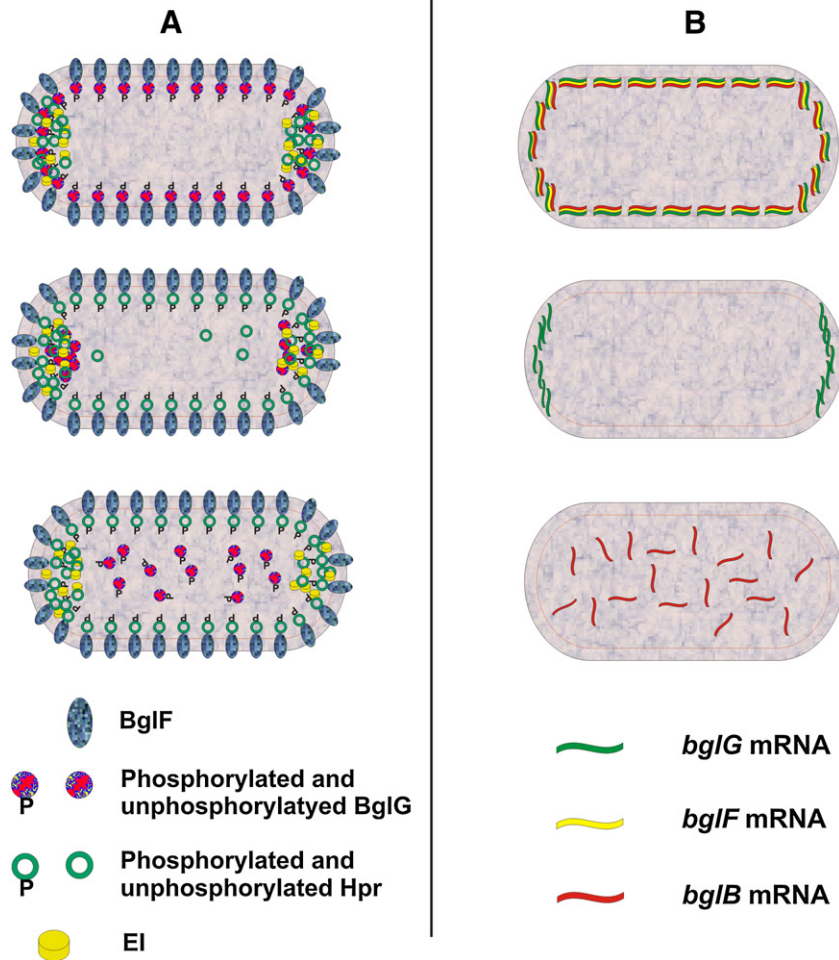 A
B
BglF
Phosphorylated and
unphosphorylatyed BglG
P
Phosphorylated and
unphosphorylated Hpr
P
EI
bglG mRNA
bglF mRNA
bglB mRNA